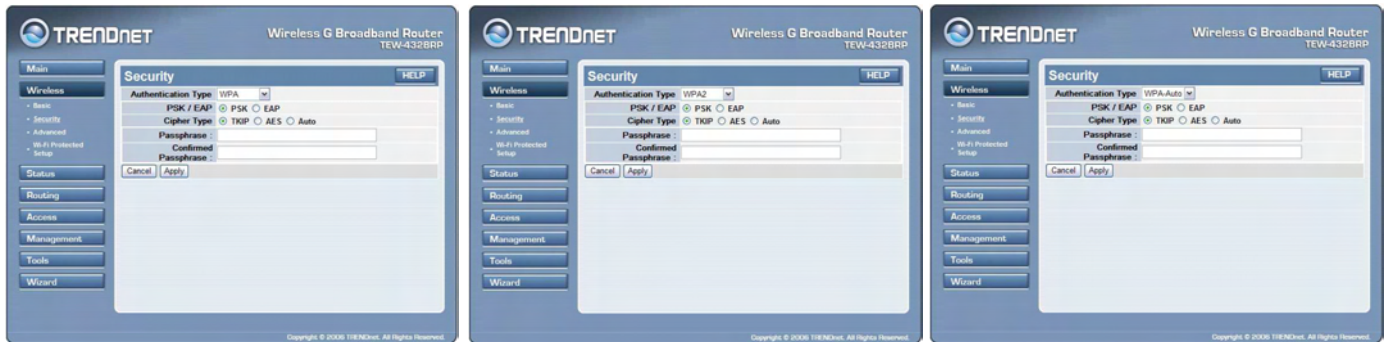 TRENDNET
Wireless G Broadband Router
TEW-432BRP
Main
Wireless
• Basic
• Security
• Advanced
• Wi-Fi Protected
Setup
Status
Routing
Access
Management
Tools
Wizard
Security
HELP
Authentication Type WPA
PSK / EAP PSK EAP
Cipher Type TKIP AES Auto
Passphrase :
Confirmed
Passphrase :
Cancel Apply
Copyright © 2006 TRENDnet. All Rights Reserved.
TRENDNET
Wireless G Broadband Router
TEW-432BRP
Main
Wireless
• Basic
• Security
• Advanced
• Wi-Fi Protected
Setup
Status
Routing
Access
Management
Tools
Wizard
Security
HELP
Authentication Type WPA2
PSK / EAP PSK EAP
Cipher Type TKIP AES Auto
Passphrase :
Confirmed
Passphrase :
Cancel Apply
Copyright © 2006 TRENDnet. All Rights Reserved.
TRENDNET
Wireless G Broadband Router
TEW-432BRP
Main
Wireless
• Basic
• Security
• Advanced
• Wi-Fi Protected
Setup
Status
Routing
Access
Management
Tools
Wizard
Security
HELP
Authentication Type WPA-Auto
PSK / EAP PSK EAP
Cipher Type TKIP AES Auto
Passphrase :
Confirmed
Passphrase :
Cancel Apply
Copyright © 2006 TRENDnet. All Rights Reserved.